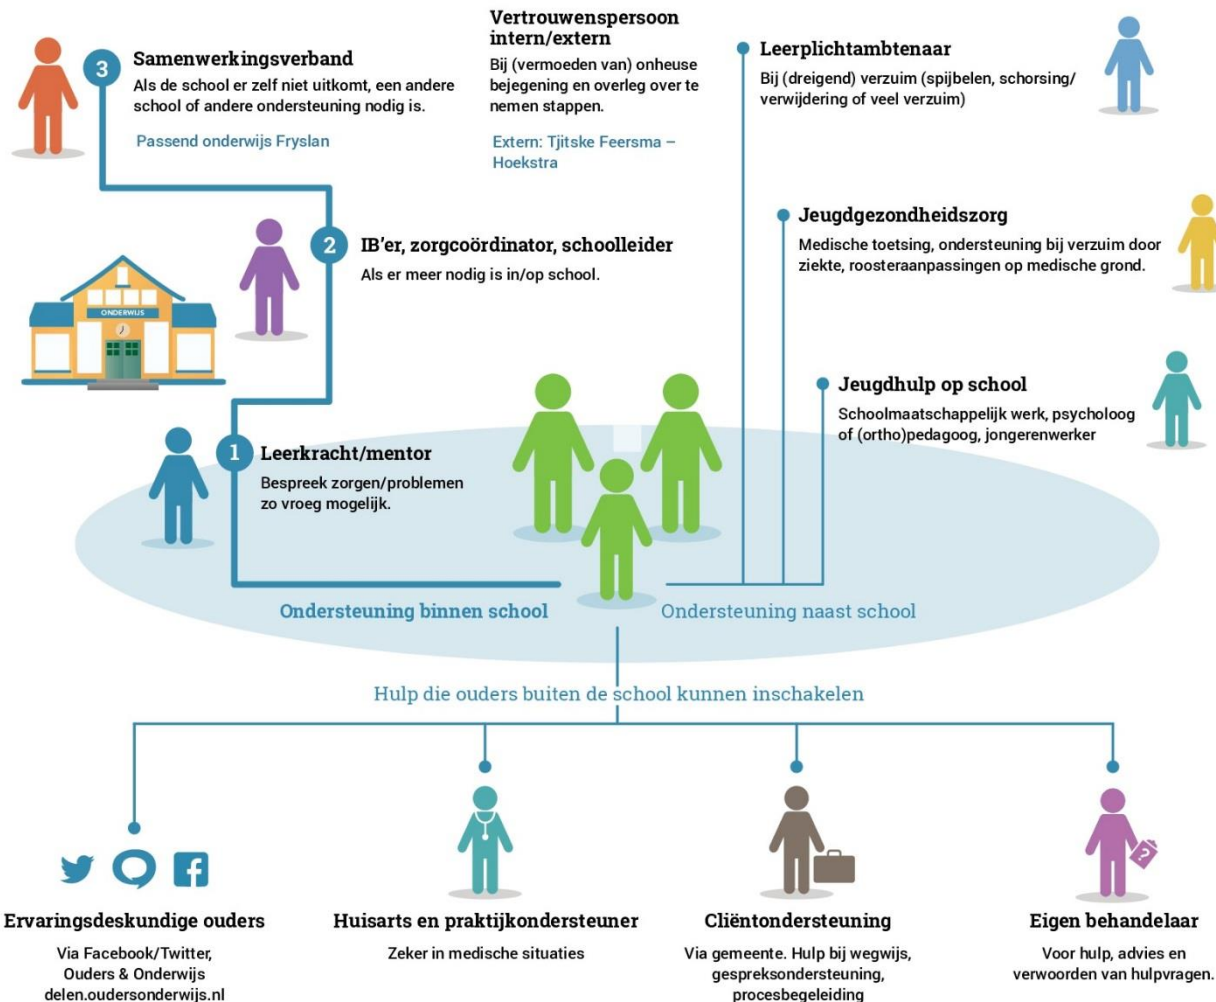 3
Samenwerkingsverband
Als de school er zelf niet uitkomt, een andere
school of andere ondersteuning nodig is.
Passend onderwijs Fryslan
Vertrouwenspersoon
intern/extern
Bij (vermoeden van) onheuse
bejegening en overleg over te
nemen stappen.
Extern: Tjitske Feersma –
Hoekstra
Leerplichtambtenaar
Bij (dreigend) verzuim (spijbelen, schorsing/
verwijdering of veel verzuim)
2
IB'er, zorgcoördinator, schoolleider
Als er meer nodig is in/op school.
Jeugdgezondheidszorg
Medische toetsing, ondersteuning bij verzuim door
ziekte, roosteraanpassingen op medische grond.
ONDERWIJS
Jeugdhulp op school
Schoolmaatschappelijk werk, psycholoog
of (ortho)pedagoog, jongerenwerker
1
Leerkracht/mentor
Bespreek zorgen/problemen
zo vroeg mogelijk.
Ondersteuning binnen school
Ondersteuning naast school
Hulp die ouders buiten de school kunnen inschakelen
Ervaringsdeskundige ouders
Via Facebook/Twitter,
Ouders & Onderwijs
delen.oudersonderwijs.nl
Huisarts en praktijkondersteuner
Zeker in medische situaties
Cliëntondersteuning
Via gemeente. Hulp bij wegwijs,
gespreksondersteuning,
procesbegeleiding
?
Eigen behandelaar
Voor hulp, advies en
verwoorden van hulpvragen.